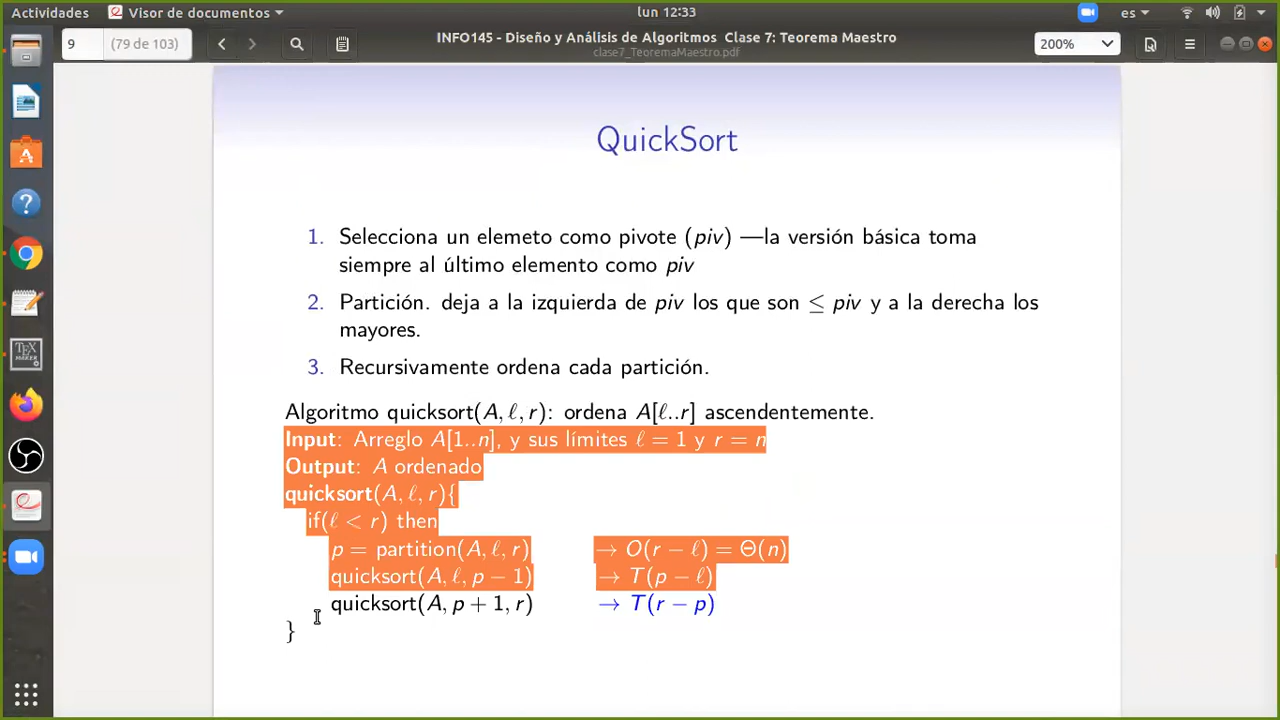 Actividades
Visor de documentos
lun 12:33
es
9
(79 de 103)
INFO145 - Diseño y Análisis de Algoritmos Clase 7: Teorema Maestro
clase7_TeoremaMaestro.pdf
200%
QuickSort
1. Selecciona un elemeto como pivote (piv) —la versión básica toma
siempre al último elemento como piv
2. Partición. deja a la izquierda de piv los que son ≤ piv y a la derecha los
mayores.
3. Recursivamente ordena cada partición.
Algoritmo quicksort(A, ℓ, r): ordena A[ℓ..r] ascendentemente.
Input: Arreglo A[1..n], y sus límites ℓ = 1 y r = n
Output: A ordenado
quicksort(A, ℓ, r){
if(ℓ < r) then
p = partition(A, ℓ, r) → O(r − ℓ) = Θ(n)
quicksort(A, ℓ, p − 1) → T(p − ℓ)
quicksort(A, p + 1, r) → T(r − p)
}
TEX
MAKER